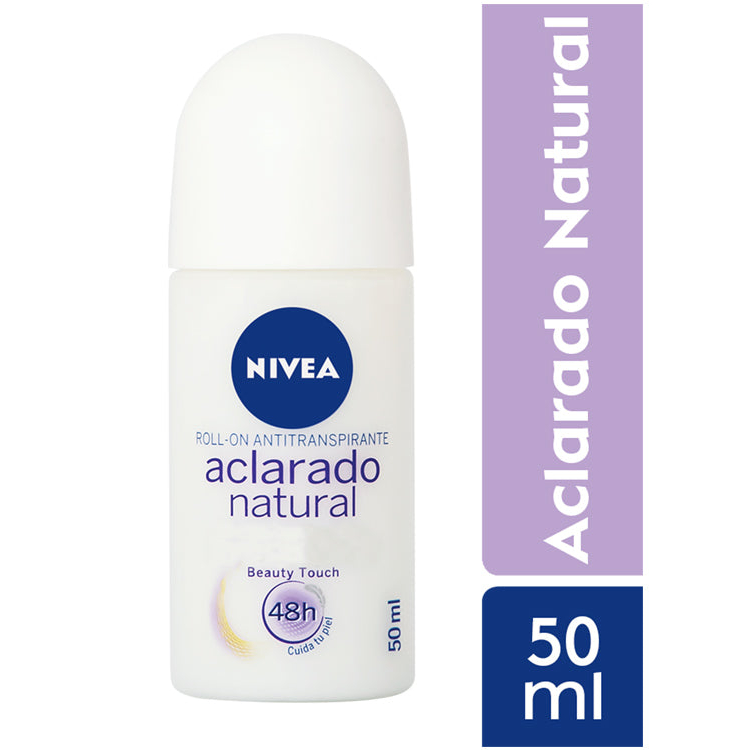 NIVEA
ROLL-ON ANTITRANSPIRANTE
aclarado
natural
Beauty Touch
48h
Cuida tu piel
50 ml
Aclarado Natural
50
ml